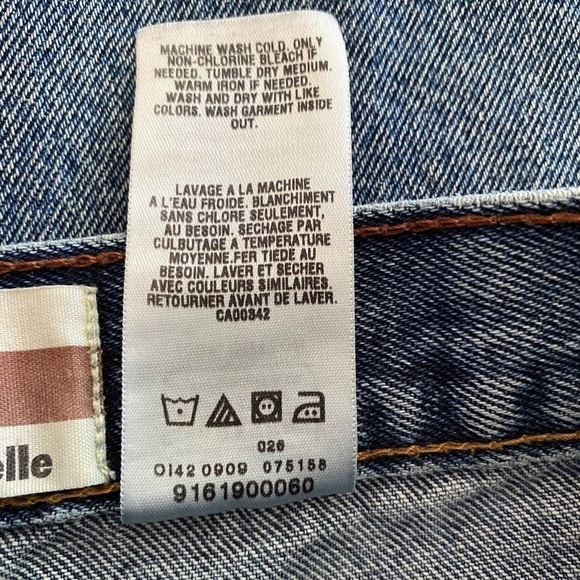 MACHINE WASH COLD. ONLY
NON-CHLORINE BLEACH IF
NEEDED. TUMBLE DRY MEDIUM.
WARM IRON IF NEEDED.
WASH AND DRY WITH LIKE
COLORS. WASH GARMENT INSIDE
OUT.
LAVAGE A LA MACHINE
A L'EAU FROIDE. BLANCHIMENT
SANS CHLORE SEULEMENT,
AU BESOIN. SECHAGE PAR
CULBUTAGE A TEMPERATURE
MOYENNE.FER TIEDE AU
BESOIN. LAVER ET SECHER
AVEC COULEURS SIMILAIRES.
RETOURNER AVANT DE LAVER.
CA00342
026
0142 0909 075158
9161900060
elle